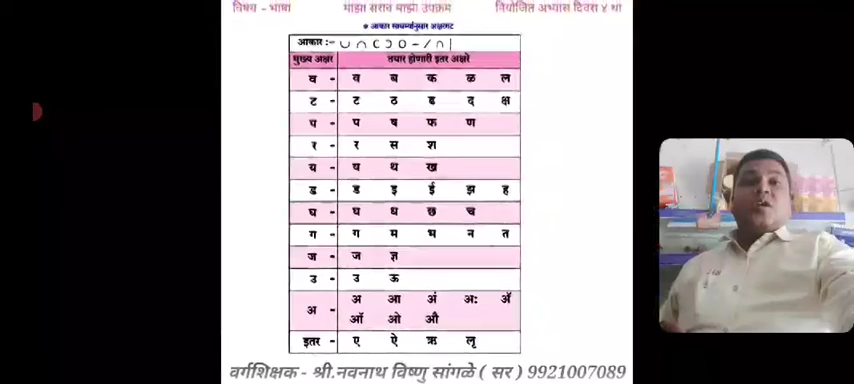 विषय - भाषा माझा सराव माझा उपक्रम नियोजित अभ्यास दिवस ४ था
आकार साधर्म्यानुसार अक्षरगट
आकार :-
मुख्य अक्षर तयार होणारी इतर अक्षरे
व - व ब क ळ ल
ट - ट ठ ढ द क्ष
प - प ष फ ण
र - र स श
य - य थ ख
ड - ड इ ई झ ह
घ - घ ध छ च
ग - ग म भ न त
ज - ज ज्ञ
उ - उ ऊ
अ - अ आ अं अः ॲ
ऑ ओ औ
इतर - ए ऐ ऋ लृ
वर्गशिक्षक - श्री.नवनाथ विष्णु सांगळे ( सर ) 9921007089